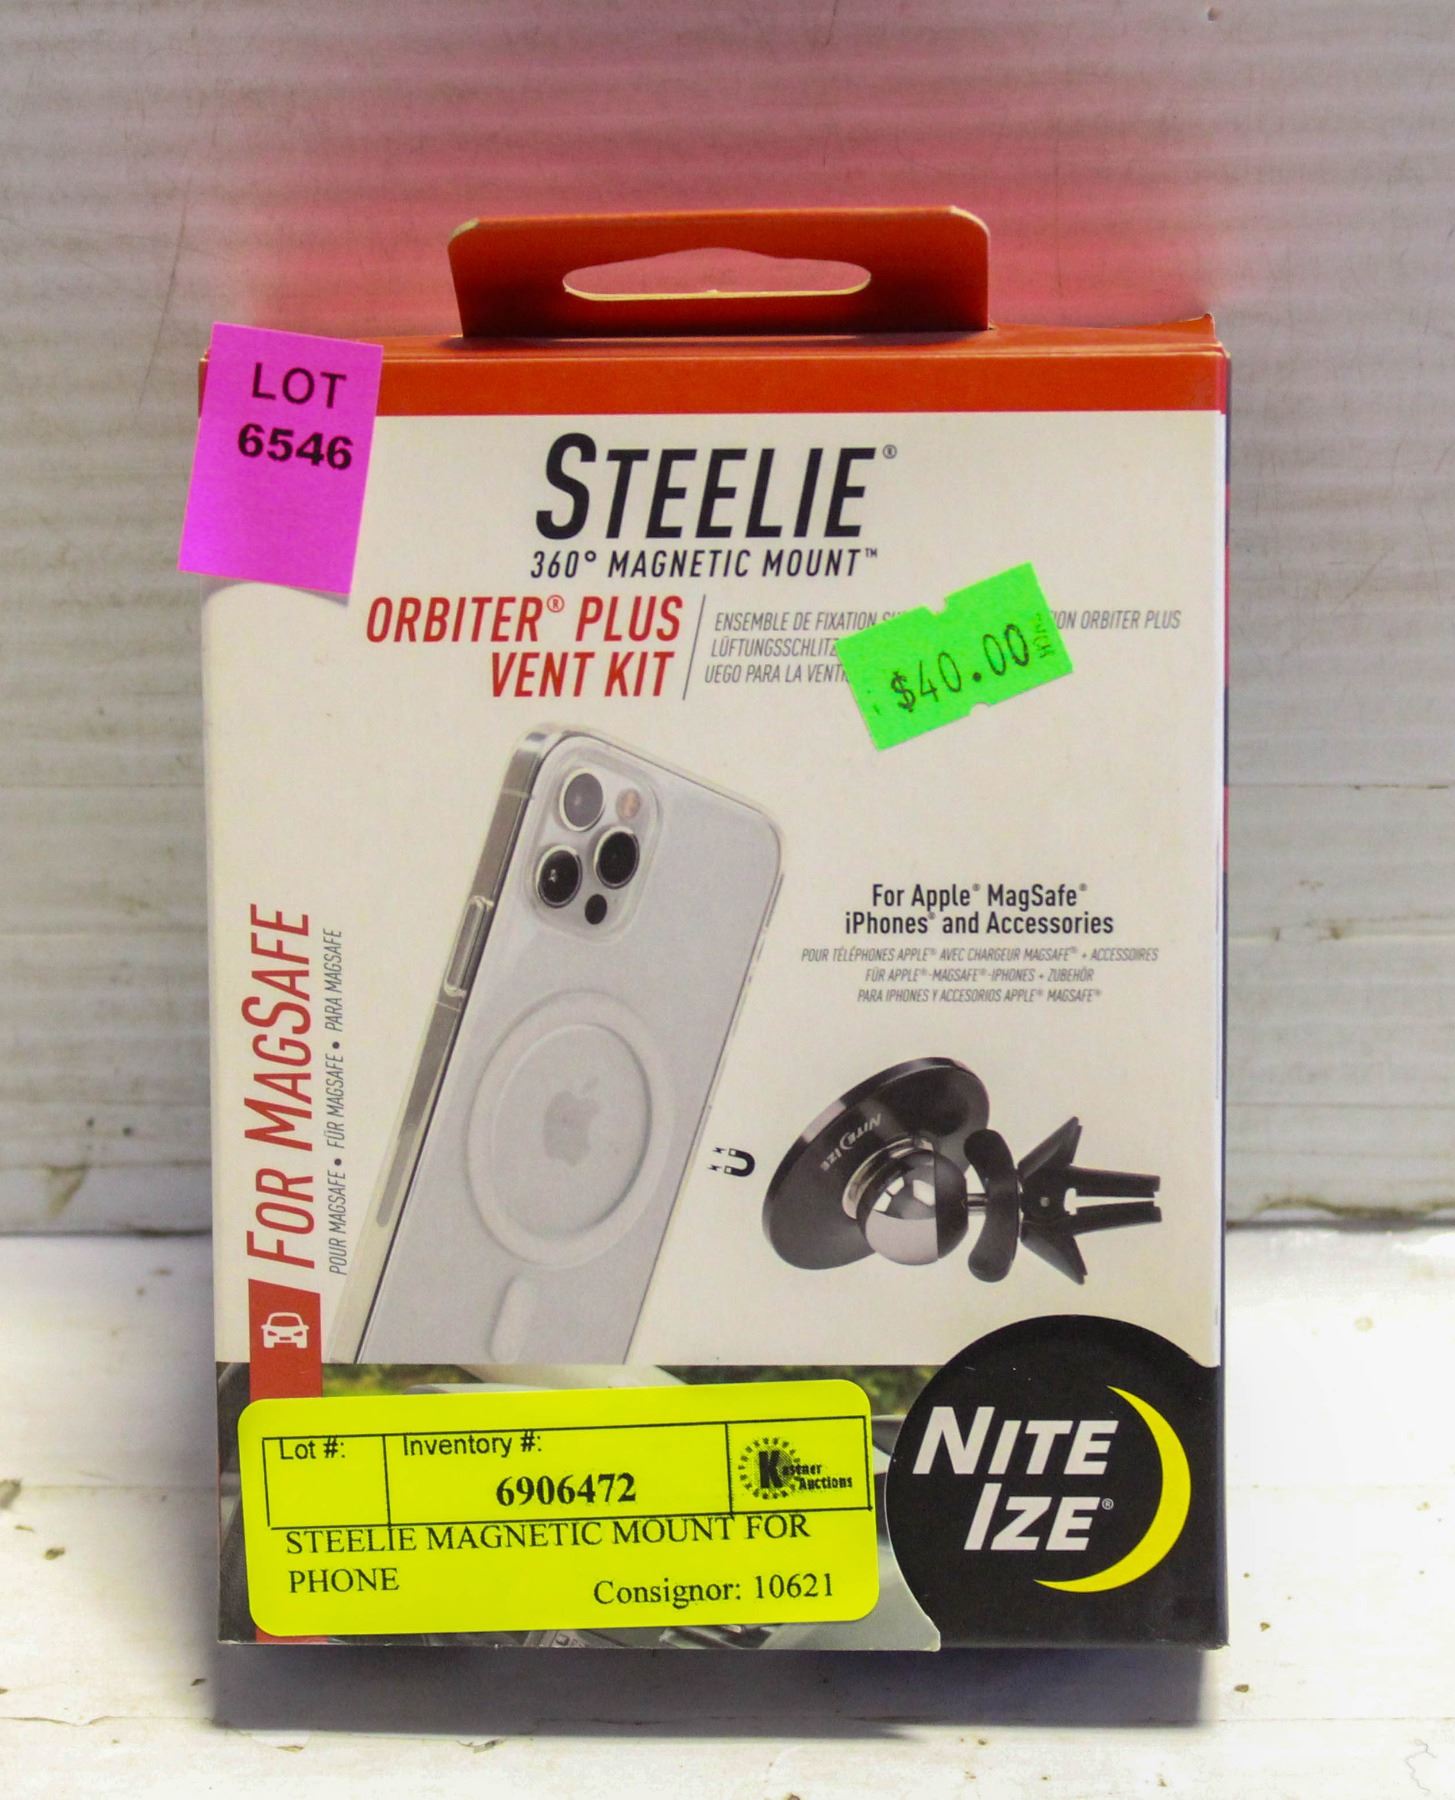 LOT
6546
STEELIE®
360° MAGNETIC MOUNT™
ORBITER® PLUS
VENT KIT
ENSEMBLE DE FIXATION ION ORBITER PLUS
LÜFTUNGSSCHLITZ
UEGO PARA LA VENTI
$40.00
For Apple® MagSafe®
iPhones® and Accessories
POUR TÉLÉPHONES APPLE® AVEC CHARGEUR MAGSAFE® + ACCESSOIRES
FÜR APPLE®-MAGSAFE®-IPHONES + ZUBEHÖR
PARA IPHONES Y ACCESORIOS APPLE® MAGSAFE®
FOR MAGSAFE
POUR MAGSAFE • FÜR MAGSAFE • PARA MAGSAFE
NITE IZE
Lot #:
Inventory #:
6906472
Kastner
Auctions
STEELIE MAGNETIC MOUNT FOR
PHONE
Consignor: 10621
NITE
IZE®